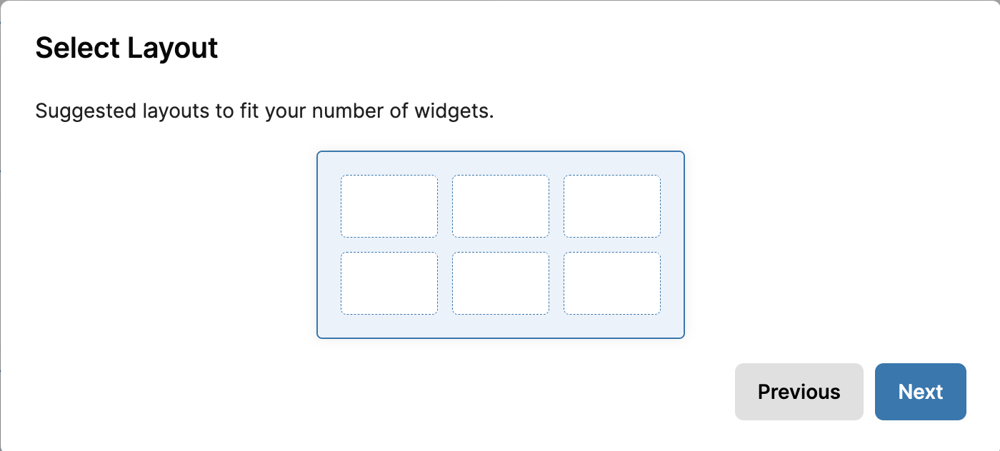 Select Layout
Suggested layouts to fit your number of widgets.
Previous
Next